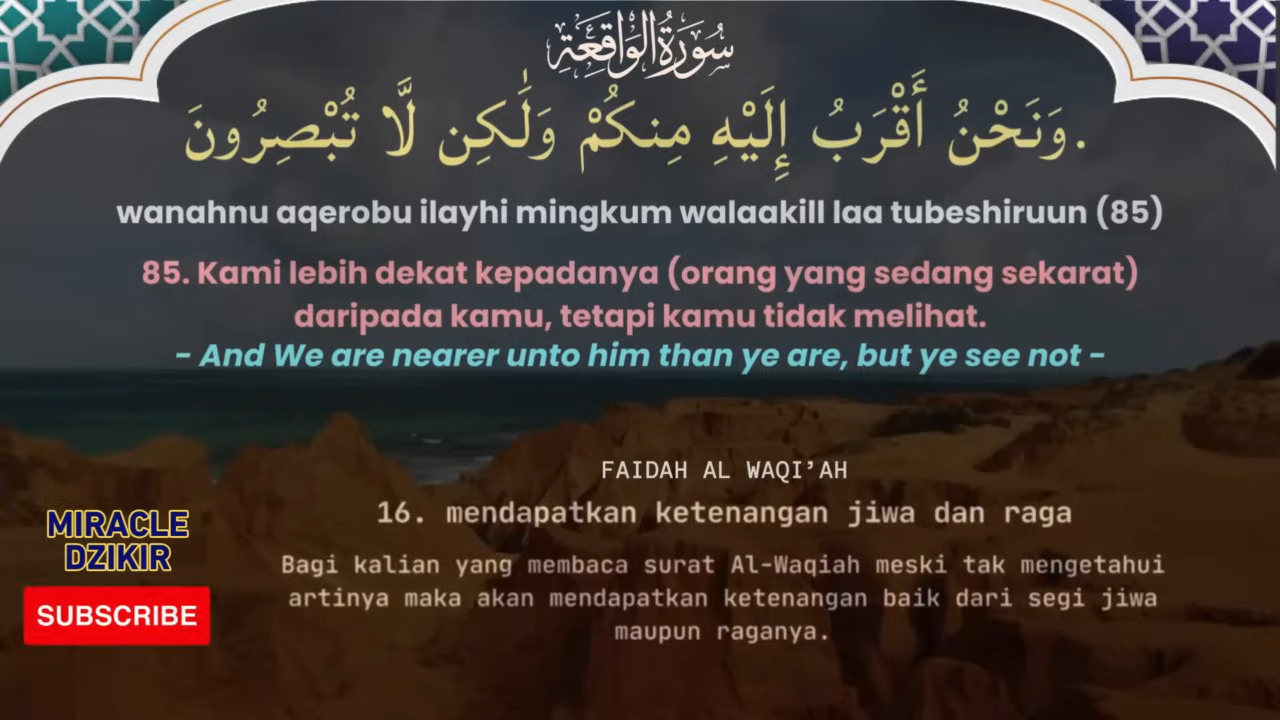 سُورَةُ الْوَاقِعَةِ
وَنَحْنُ أَقْرَبُ إِلَيْهِ مِنكُمْ وَلَٰكِن لَّا تُبْصِرُونَ.
wanahnu aqerobu ilayhi mingkum walaakill laa tubeshiruun (85)
85. Kami lebih dekat kepadanya (orang yang sedang sekarat)
daripada kamu, tetapi kamu tidak melihat.
- And We are nearer unto him than ye are, but ye see not -
FAIDAH AL WAQI’AH
16. mendapatkan ketenangan jiwa dan raga
Bagi kalian yang membaca surat Al-Waqiah meski tak mengetahui
artinya maka akan mendapatkan ketenangan baik dari segi jiwa
maupun raganya.
MIRACLE
DZIKIR
SUBSCRIBE